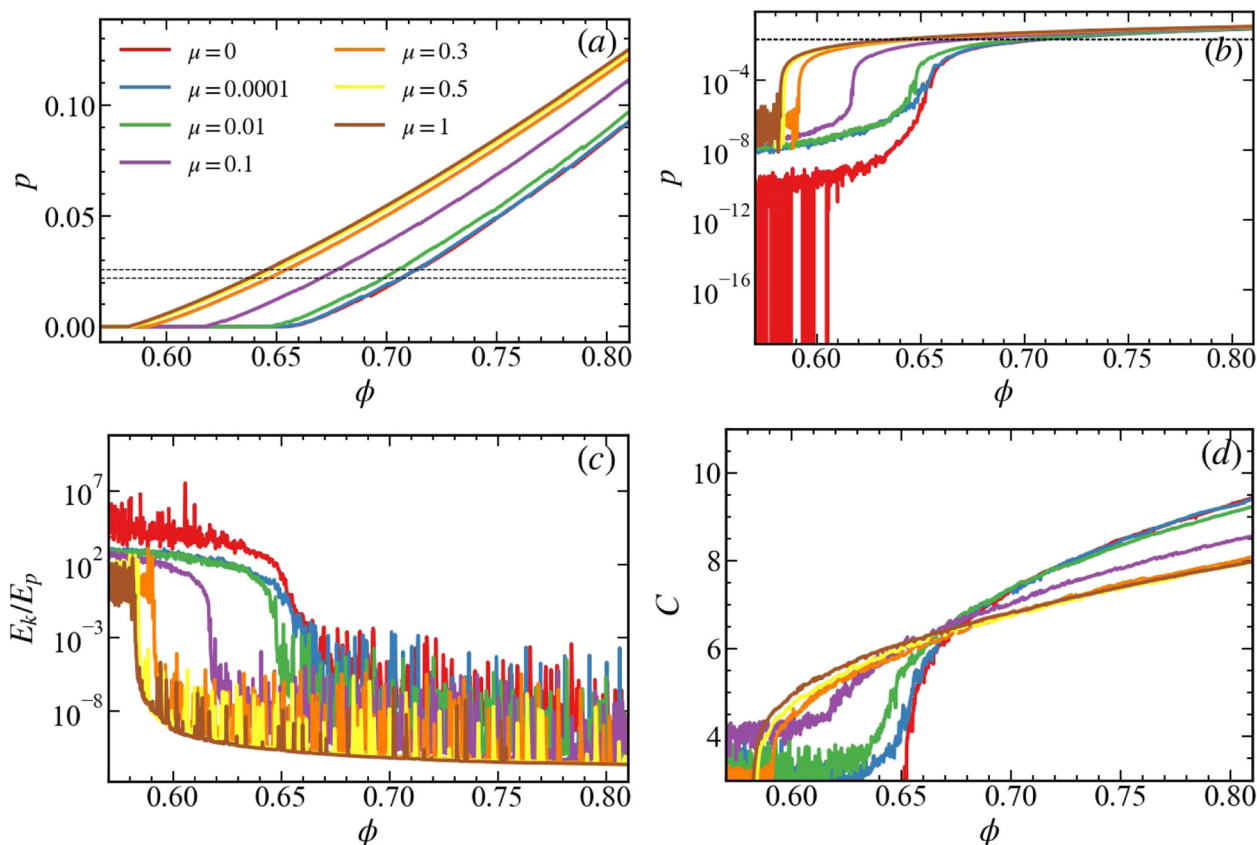 (a)
μ = 0
μ = 0.0001
μ = 0.01
μ = 0.1
μ = 0.3
μ = 0.5
μ = 1
p
0.10
0.05
0.00
0.60 0.65 0.70 0.75 0.80
ϕ
(b)
p
10⁻⁴
10⁻⁸
10⁻¹²
10⁻¹⁶
0.60 0.65 0.70 0.75 0.80
ϕ
(c)
E_k/E_p
10⁷
10²
10⁻³
10⁻⁸
0.60 0.65 0.70 0.75 0.80
ϕ
(d)
C
10
8
6
4
0.60 0.65 0.70 0.75 0.80
ϕ